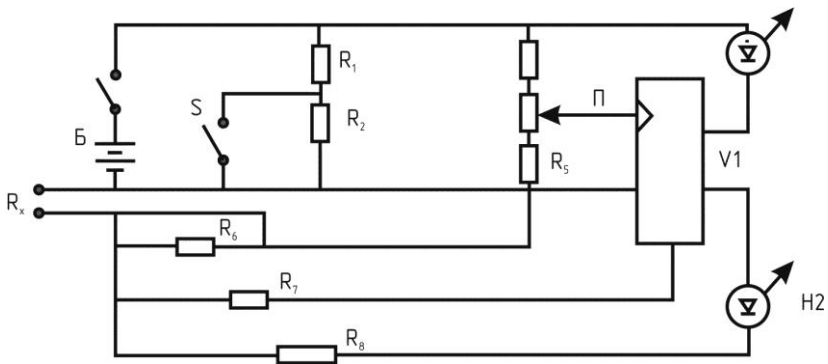 R₁
S
R₂
П
Б
R₅
V1
Rₓ
R₆
R₇
H2
R₈